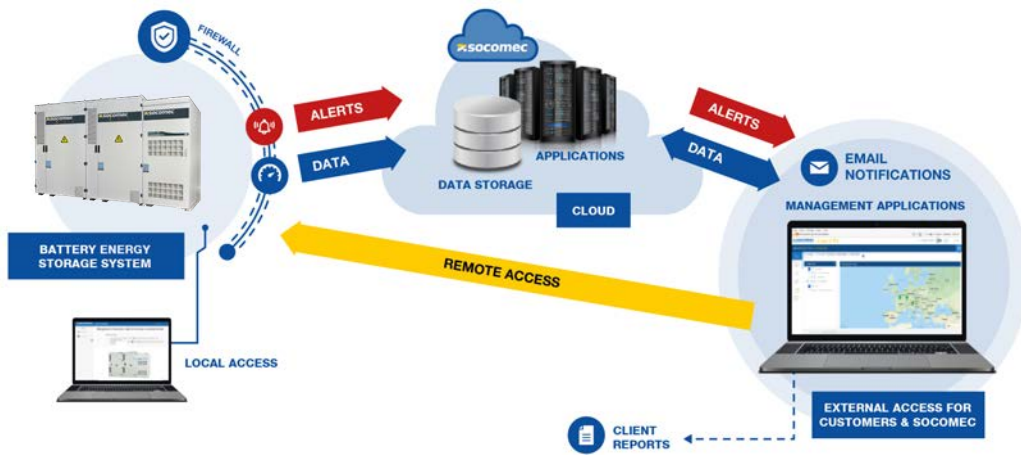 FIREWALL
socomec
ALERTS
DATA
APPLICATIONS
DATA STORAGE
CLOUD
ALERTS
DATA
EMAIL
NOTIFICATIONS
MANAGEMENT APPLICATIONS
BATTERY ENERGY
STORAGE SYSTEM
REMOTE ACCESS
LOCAL ACCESS
EXTERNAL ACCESS FOR
CUSTOMERS & SOCOMEC
CLIENT
REPORTS